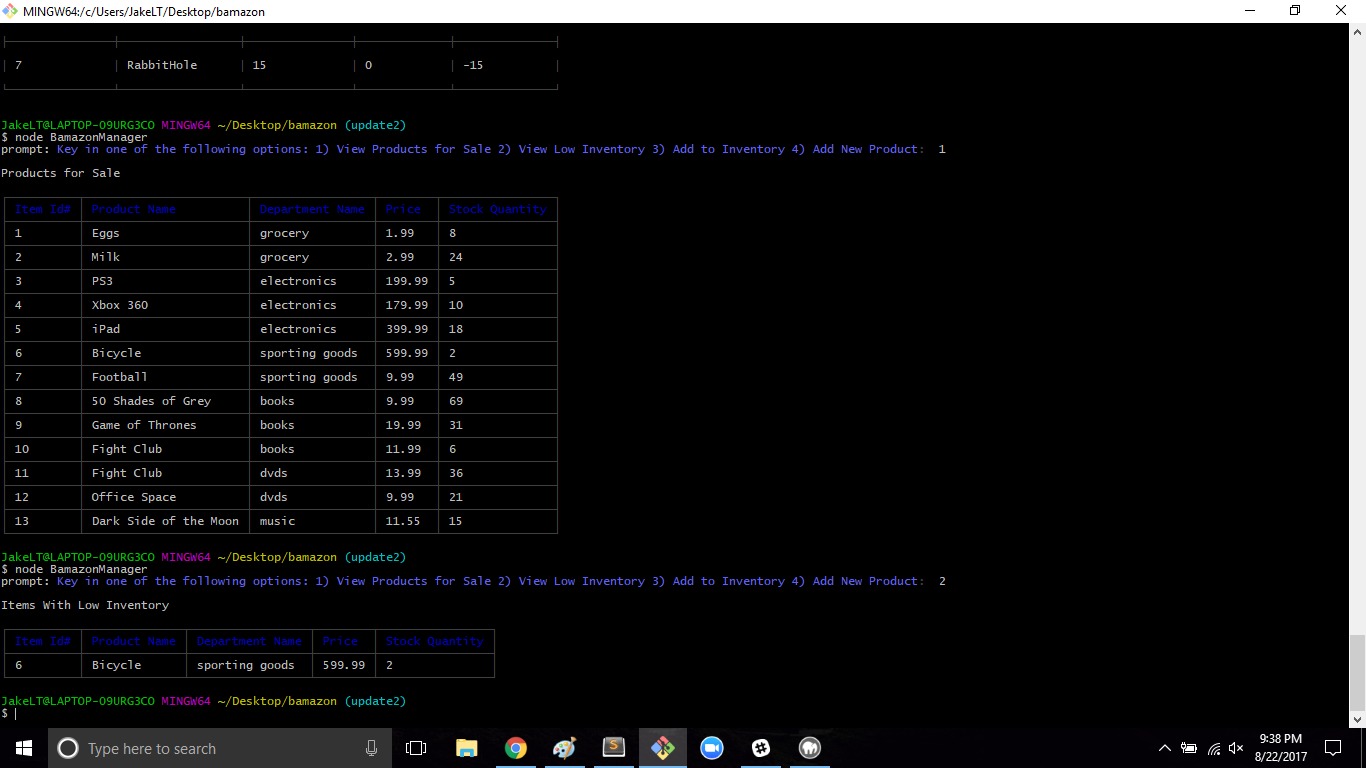 MINGW64:/c/Users/JakeLT/Desktop/bamazon
7 RabbitHole 15 0 -15
JakeLT@LAPTOP-O9URG3CO MINGW64 ~/Desktop/bamazon (update2)
$ node BamazonManager
prompt: Key in one of the following options: 1) View Products for Sale 2) View Low Inventory 3) Add to Inventory 4) Add New Product:  1
Products for Sale
Item Id# Product Name Department Name Price Stock Quantity
1 Eggs grocery 1.99 8
2 Milk grocery 2.99 24
3 PS3 electronics 199.99 5
4 Xbox 360 electronics 179.99 10
5 iPad electronics 399.99 18
6 Bicycle sporting goods 599.99 2
7 Football sporting goods 9.99 49
8 50 Shades of Grey books 9.99 69
9 Game of Thrones books 19.99 31
10 Fight Club books 11.99 6
11 Fight Club dvds 13.99 36
12 Office Space dvds 9.99 21
13 Dark Side of the Moon music 11.55 15
JakeLT@LAPTOP-O9URG3CO MINGW64 ~/Desktop/bamazon (update2)
$ node BamazonManager
prompt: Key in one of the following options: 1) View Products for Sale 2) View Low Inventory 3) Add to Inventory 4) Add New Product:  2
Items With Low Inventory
Item Id# Product Name Department Name Price Stock Quantity
6 Bicycle sporting goods 599.99 2
JakeLT@LAPTOP-O9URG3CO MINGW64 ~/Desktop/bamazon (update2)
$
Type here to search
9:38 PM
8/22/2017